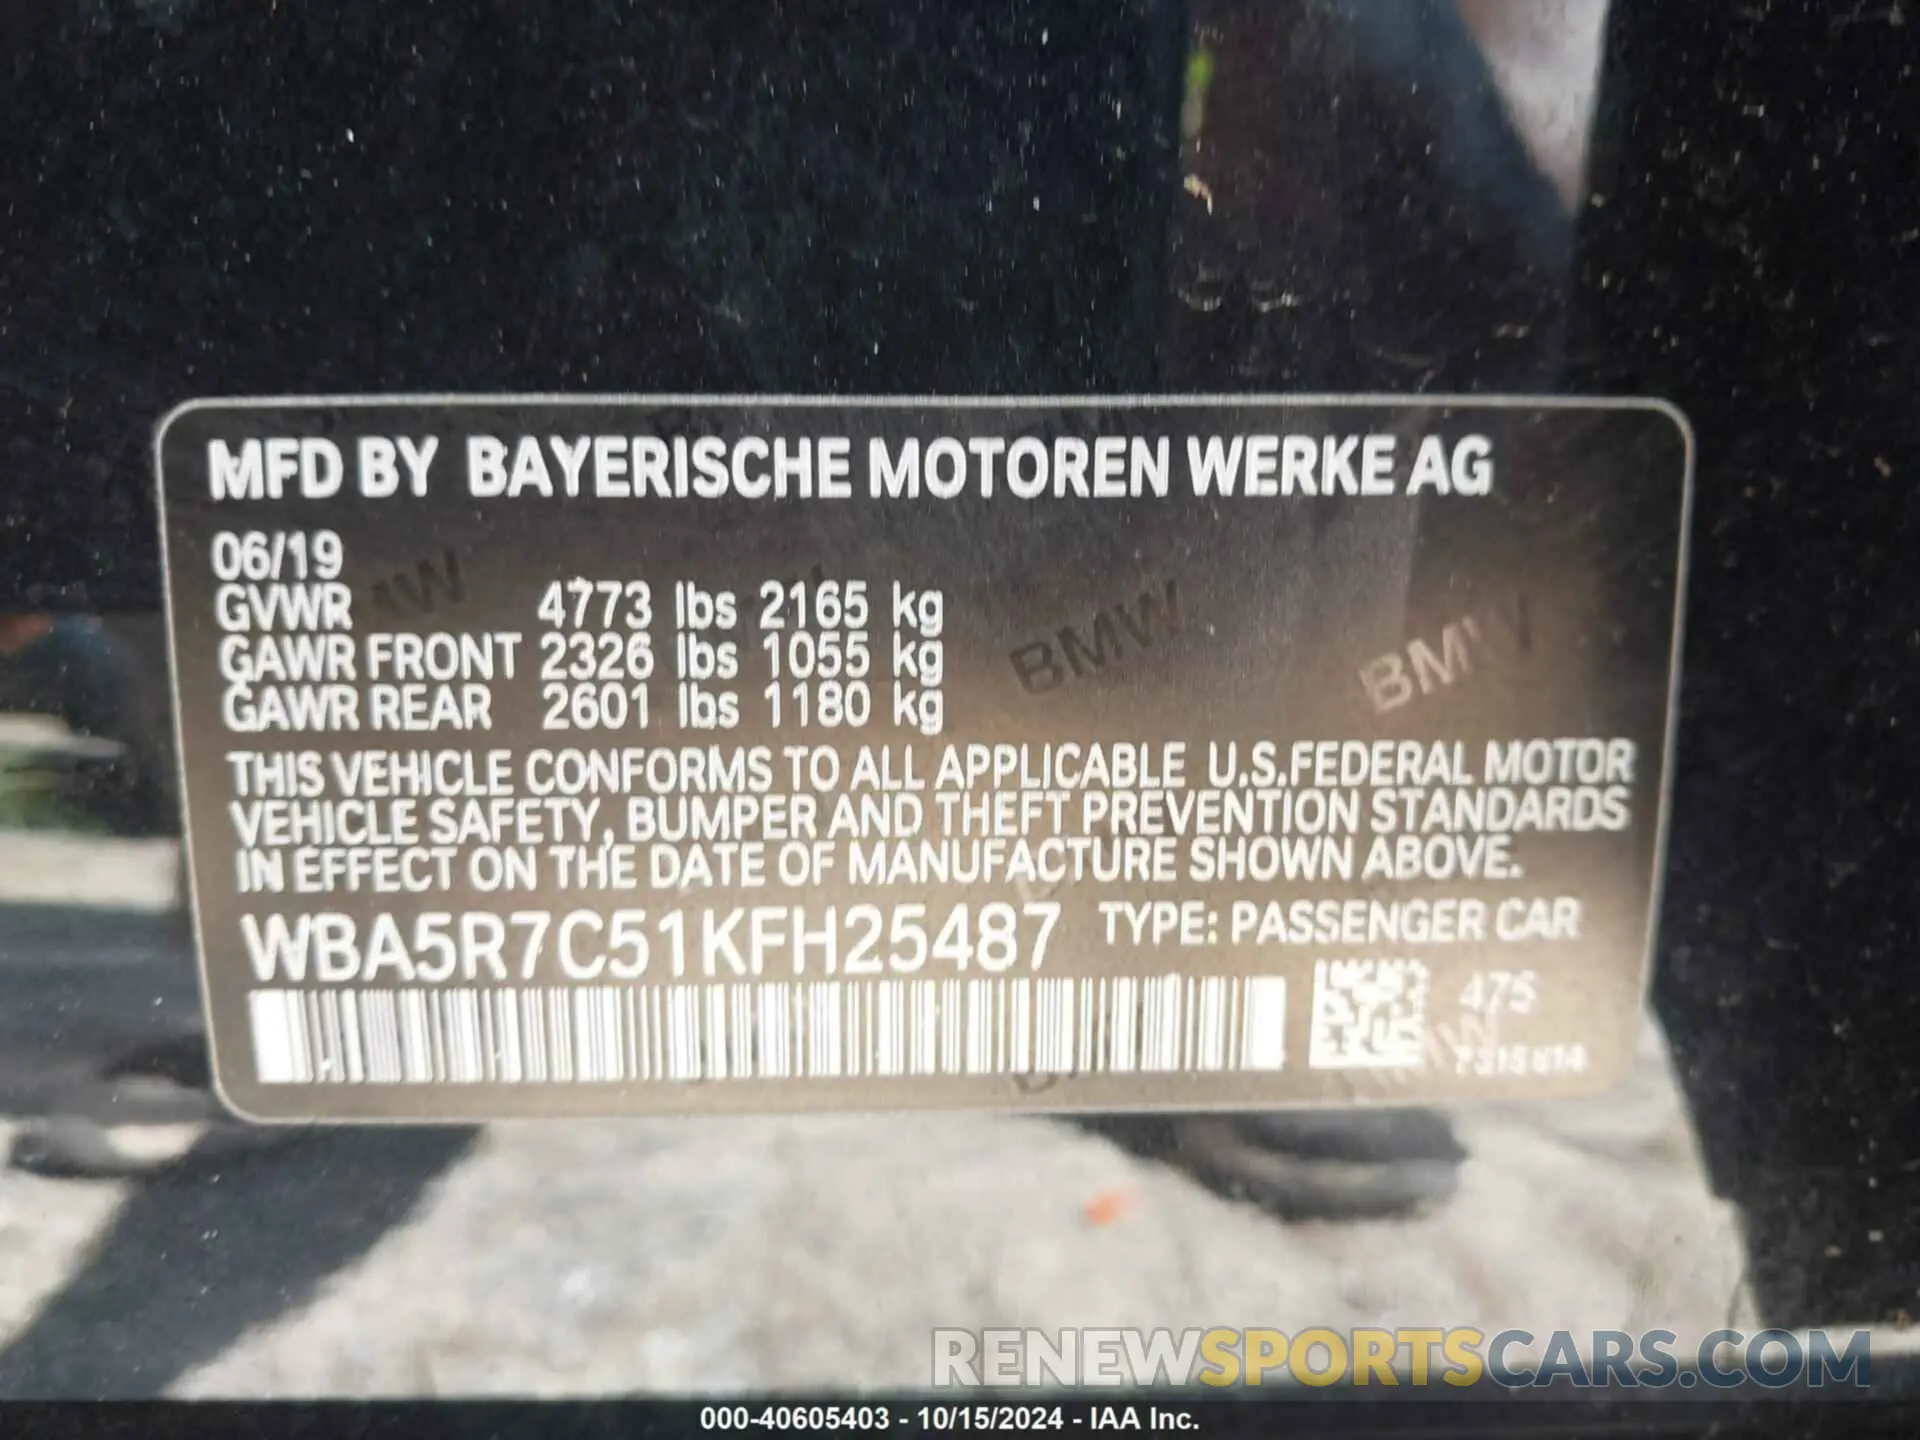 MFD BY BAYERISCHE MOTOREN WERKE AG
06/19
GVWR 4773 lbs 2165 kg
GAWR FRONT 2326 lbs 1055 kg
GAWR REAR 2601 lbs 1180 kg
THIS VEHICLE CONFORMS TO ALL APPLICABLE U.S.FEDERAL MOTOR
VEHICLE SAFETY, BUMPER AND THEFT PREVENTION STANDARDS
IN EFFECT ON THE DATE OF MANUFACTURE SHOWN ABOVE.
WBA5R7C51KFH25487 TYPE: PASSENGER CAR
475
RENEWSPORTSCARS.COM
000-40605403 - 10/15/2024 - IAA Inc.